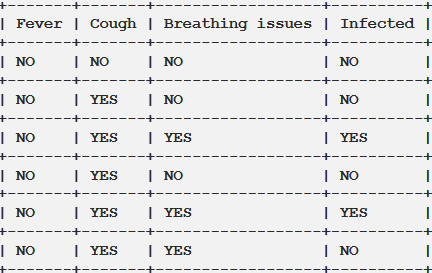 | Fever | Cough | Breathing issues | Infected |
| NO | NO | NO | NO |
| NO | YES | NO | NO |
| NO | YES | YES | YES |
| NO | YES | NO | NO |
| NO | YES | YES | YES |
| NO | YES | YES | NO |